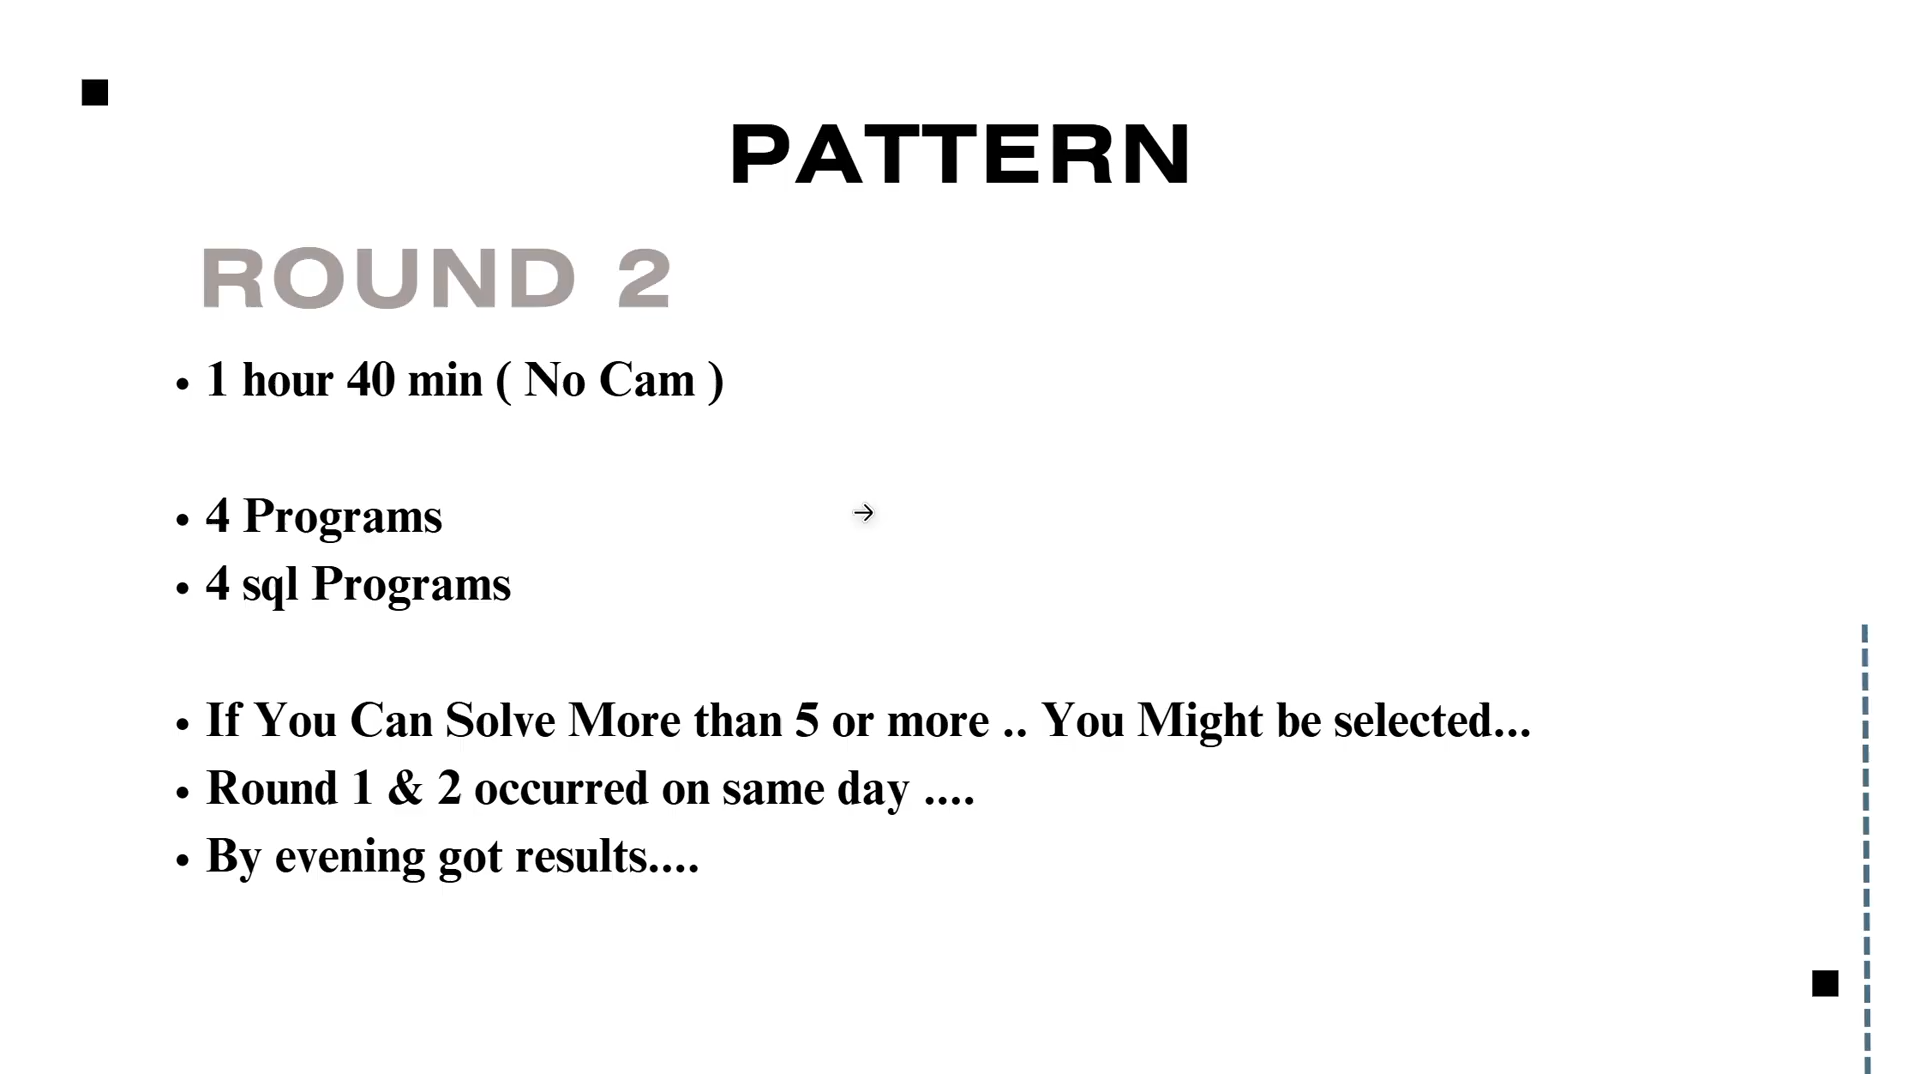 PATTERN
ROUND 2
• 1 hour 40 min ( No Cam )
• 4 Programs
• 4 sql Programs
• If You Can Solve More than 5 or more .. You Might be selected...
• Round 1 & 2 occurred on same day ....
• By evening got results....